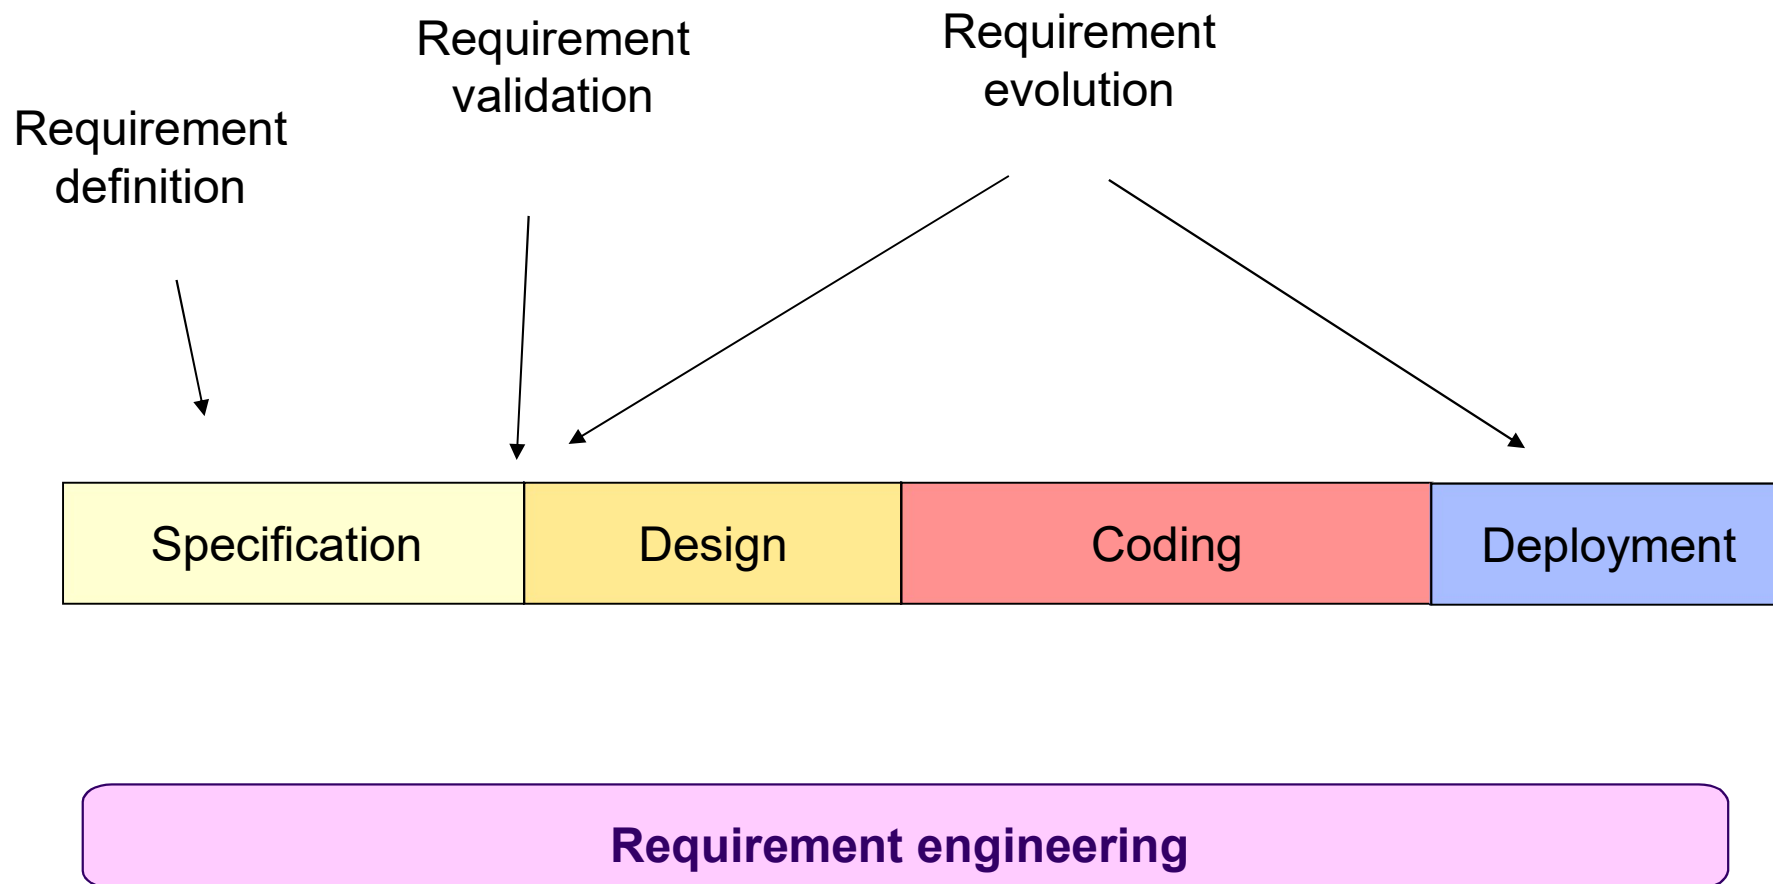 Requirement
definition
Requirement
validation
Requirement
evolution
Specification
Design
Coding
Deployment
Requirement engineering